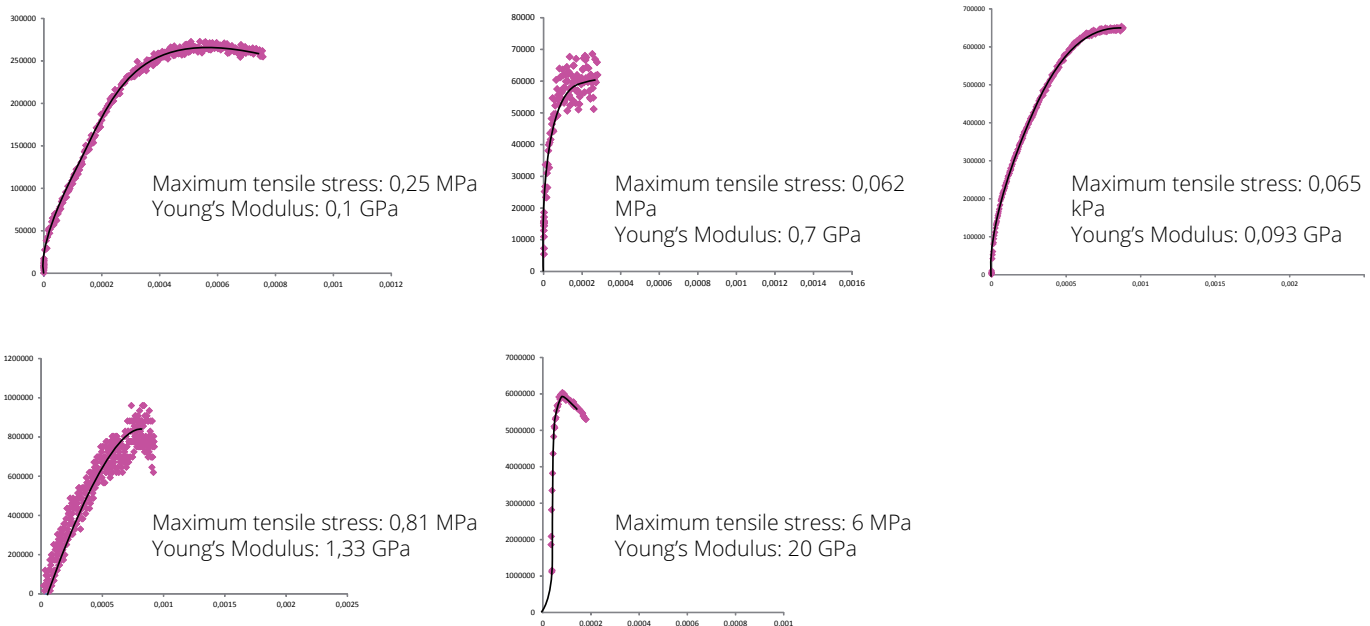 300000
250000
200000
150000
100000
50000
0
0 0,0002 0,0004 0,0006 0,0008 0,001 0,0012
Maximum tensile stress: 0,25 MPa
Young's Modulus: 0,1 GPa
80000
70000
60000
50000
40000
30000
20000
10000
0
0 0,0002 0,0004 0,0006 0,0008 0,001 0,0012 0,0014 0,0016
Maximum tensile stress: 0,062
MPa
Young's Modulus: 0,7 GPa
700000
600000
500000
400000
300000
200000
100000
0
0 0,0005 0,001 0,0015 0,002
Maximum tensile stress: 0,065
kPa
Young's Modulus: 0,093 GPa
1200000
1000000
800000
600000
400000
200000
0
0 0,0005 0,001 0,0015 0,002 0,0025
Maximum tensile stress: 0,81 MPa
Young's Modulus: 1,33 GPa
7000000
6000000
5000000
4000000
3000000
2000000
1000000
0
0 0,0002 0,0004 0,0006 0,0008 0,001
Maximum tensile stress: 6 MPa
Young's Modulus: 20 GPa